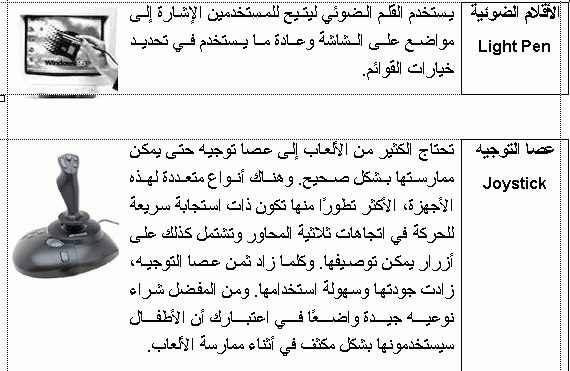 الأقلام الضوئية
Light Pen
يستخدم القلم الضوئي ليتيح للمستخدمين الإشارة إلى
مواضع على الشاشة وعادة ما يستخدم في تحديد
خيارات القوائم.
عصا التوجيه
Joystick
تحتاج الكثير من الألعاب إلى عصا توجيه حتى يمكن
ممارستها بشكل صحيح. وهناك أنواع متعددة لهذه
الأجهزة، الأكثر تطورًا منها تكون ذات استجابة سريعة
للحركة في اتجاهات ثلاثية المحاور وتشتمل كذلك على
أزرار يمكن توصيفها. وكلما زاد ثمن عصا التوجيه،
زادت جودتها وسهولة استخدامها. ومن المفضل شراء
نوعيه جيدة واضعًا في اعتبارك أن الأطفال
سيستخدمونها بشكل مكثف في أثناء ممارسة الألعاب.